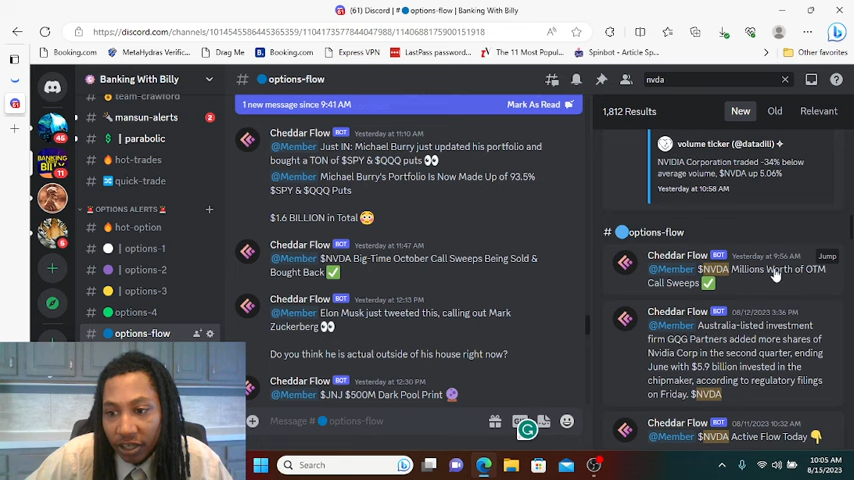 (61) Discord | # 🔵options-flow | Banking With Billy
https://discord.com/channels/1014545586445365359/1104173577844047988/1140688175900151918
Booking.com
MetaHydras Verific...
Drag Me
Booking.com
Express VPN
LastPass password...
The 11 Most Popul...
Spinbot - Article Sp...
Other favorites
Banking With Billy
team-crawford
mansun-alerts
2
$ | parabolic
hot-trades
quick-trade
OPTIONS ALERTS
hot-option
| options-1
| options-2
| options-3
options-4
options-flow
46
11
6
# 🔵options-flow
1 new message since 9:41 AM
Mark As Read
Cheddar Flow BOT Yesterday at 11:10 AM
@Member Just IN: Michael Burry just updated his portfolio and
bought a TON of $SPY & $QQQ puts 👀
@Member Michael Burry's Portfolio Is Now Made Up of 93.5%
$SPY & $QQQ Puts
$1.6 BILLION in Total 😳
Cheddar Flow BOT Yesterday at 11:47 AM
@Member $NVDA Big-Time October Call Sweeps Being Sold &
Bought Back ✅
Cheddar Flow BOT Yesterday at 12:13 PM
@Member Elon Musk just tweeted this, calling out Mark
Zuckerberg 👀
Do you think he is actual outside of his house right now?
Cheddar Flow BOT Yesterday at 12:30 PM
@Member $JNJ $500M Dark Pool Print 🔮
Message # 🔵options-flow
nvda
1,812 Results
New
Old
Relevant
volume ticker (@datadili)
NVIDIA Corporation traded -34% below
average volume, $NVDA up 5.06%
Yesterday at 10:58 AM
# 🔵options-flow
Cheddar Flow BOT Yesterday at 9:56 AM
Jump
@Member $NVDA Millions Worth of OTM
Call Sweeps ✅
Cheddar Flow BOT 08/12/2023 3:36 PM
@Member Australia-listed investment
firm GQG Partners added more shares of
Nvidia Corp in the second quarter, ending
June with $5.9 billion invested in the
chipmaker, according to regulatory filings
on Friday. $NVDA
Cheddar Flow BOT 08/11/2023 10:32 AM
@Member $NVDA Active Flow Today 👇
Search
10:05 AM
8/15/2023